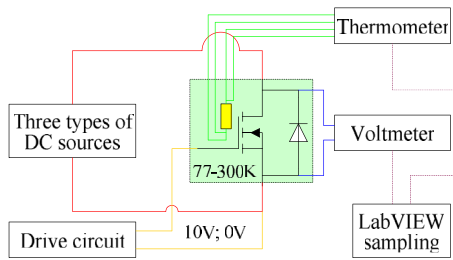 Thermometer
Three types of
DC sources
Voltmeter
77-300K
Drive circuit
10V; 0V
LabVIEW
sampling